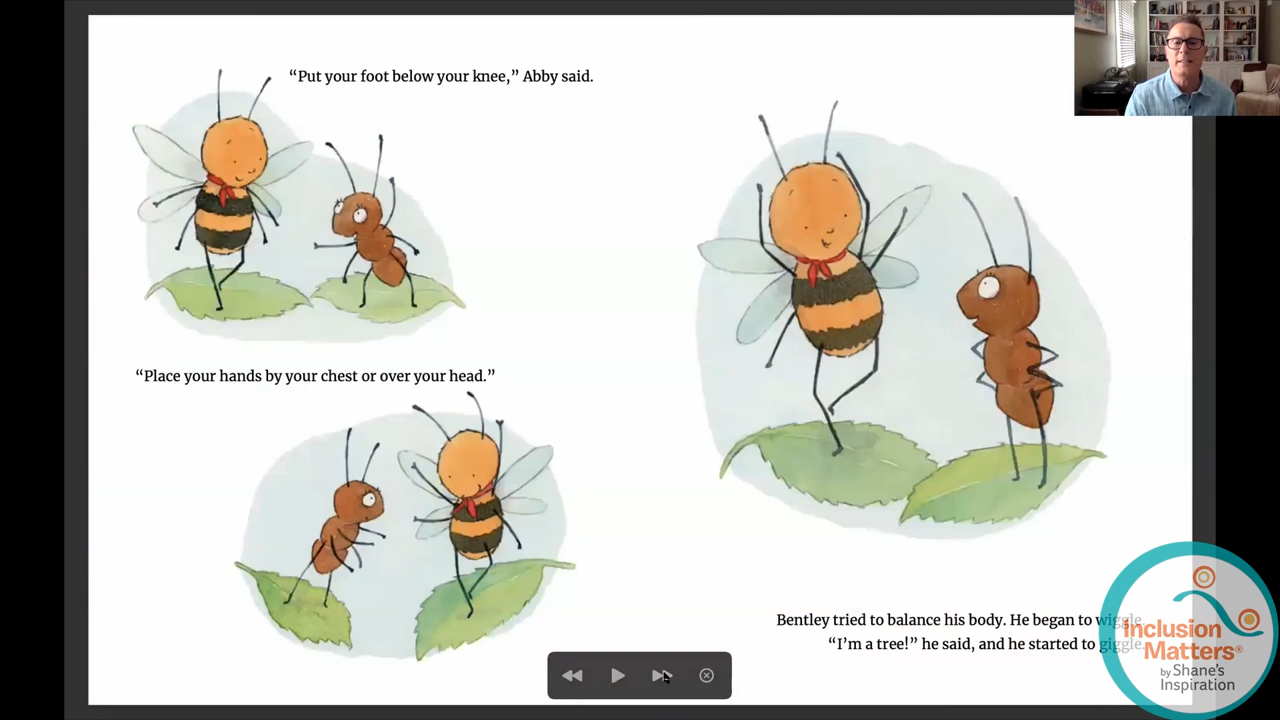 “Put your foot below your knee,” Abby said.
“Place your hands by your chest or over your head.”
Bentley tried to balance his body. He began to wiggle.
“I’m a tree!” he said, and he started to giggle.
Inclusion
Matters®
by Shane's
Inspiration